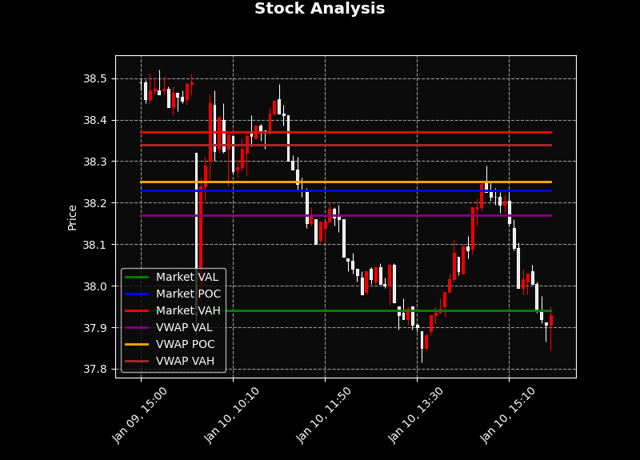 Stock Analysis
Price
38.5
38.4
38.3
38.2
38.1
38.0
37.9
37.8
Market VAL
Market POC
Market VAH
VWAP VAL
VWAP POC
VWAP VAH
Jan 09, 15:00
Jan 10, 10:10
Jan 10, 11:50
Jan 10, 13:30
Jan 10, 15:10